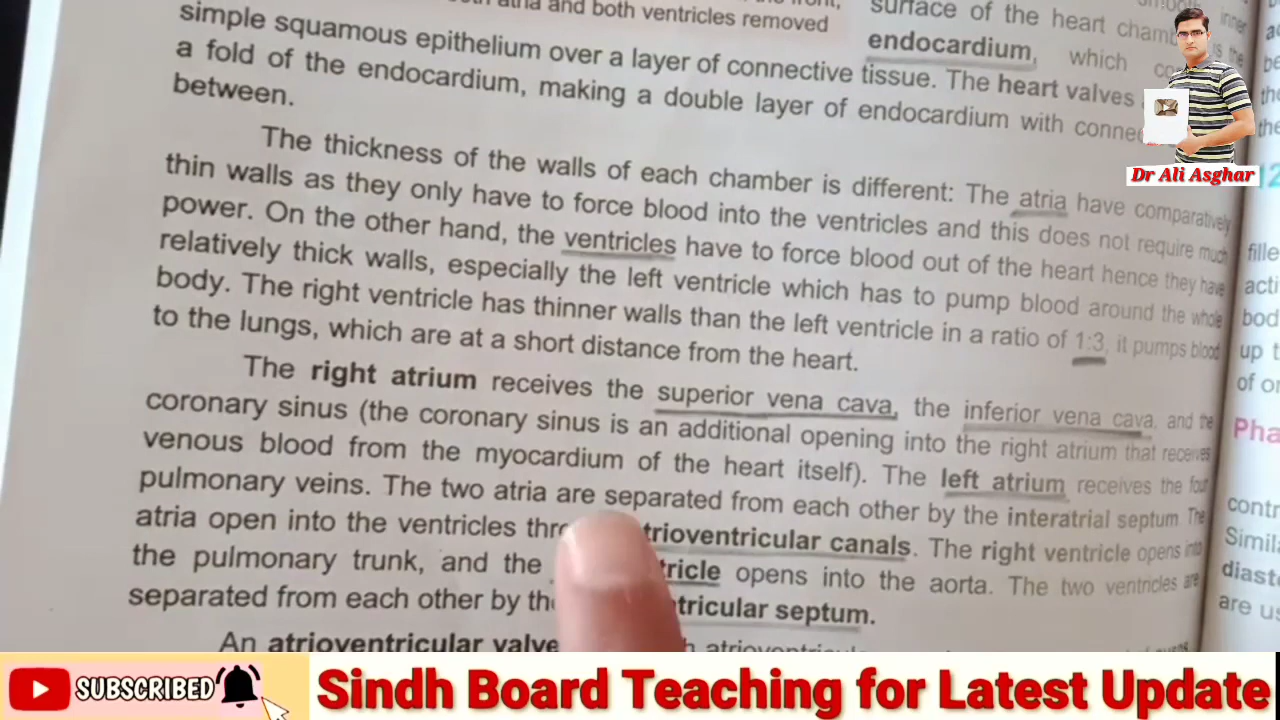 atria and both ventricles removed
surface of the heart
simple squamous epithelium over a layer of connective tissue. The heart valves
endocardium, which
a fold of the endocardium, making a double layer of endocardium with
between.
The thickness of the walls of each chamber is different: The atria have comparatively
thin walls as they only have to force blood into the ventricles and this does not require much
power. On the other hand, the ventricles have to force blood out of the heart hence they have
relatively thick walls, especially the left ventricle which has to pump blood around the whole
body. The right ventricle has thinner walls than the left ventricle in a ratio of 1:3, it pumps blood
to the lungs, which are at a short distance from the heart.
The right atrium receives the superior vena cava, the inferior vena cava, and the
coronary sinus (the coronary sinus is an additional opening into the right atrium that receives
venous blood from the myocardium of the heart itself). The left atrium receives the four
pulmonary veins. The two atria are separated from each other by the interatrial septum. The
atria open into the ventricles trioventricular canals. The right ventricle opens into
the pulmonary trunk, and the tricle opens into the aorta. The two ventricles are
separated from each other by tricular septum.
An atrioventricular valve
Dr Ali Asghar
SUBSCRIBED
Sindh Board Teaching for Latest Update